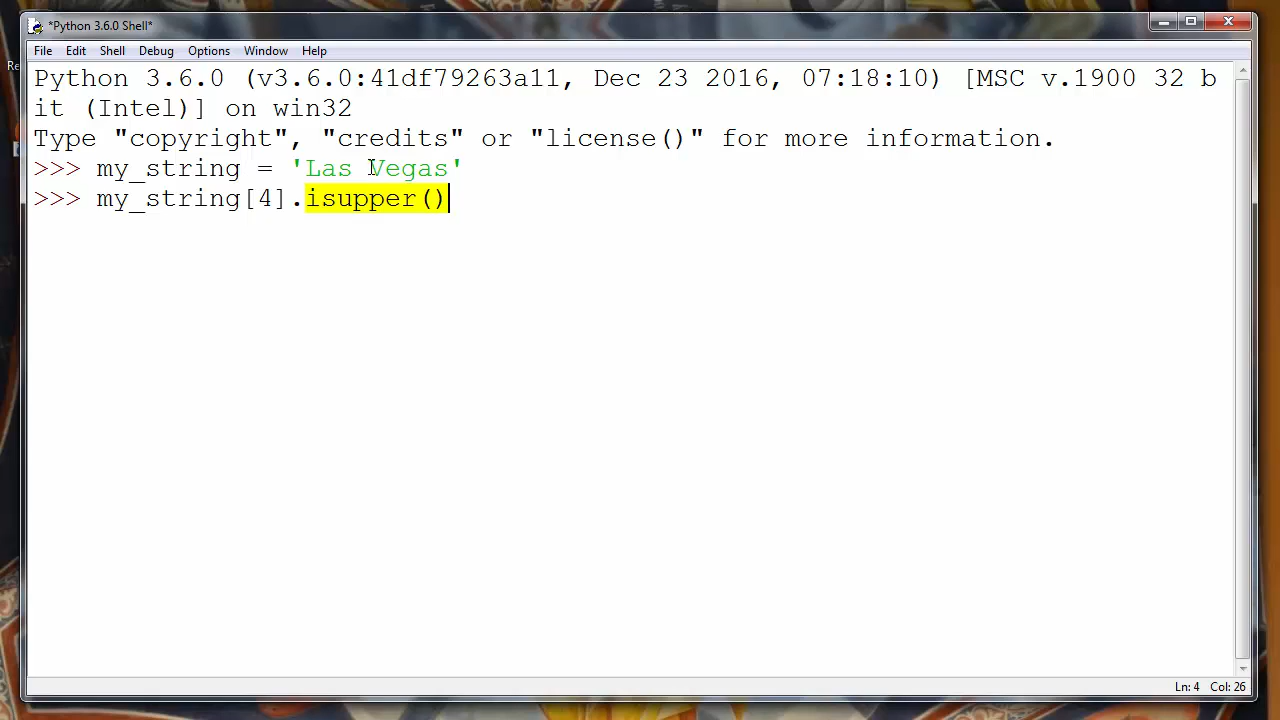 *Python 3.6.0 Shell*
File Edit Shell Debug Options Window Help
Re
Python 3.6.0 (v3.6.0:41df79263a11, Dec 23 2016, 07:18:10) [MSC v.1900 32 b
it (Intel)] on win32
Type "copyright", "credits" or "license()" for more information.
>>> my_string = 'Las Vegas'
>>> my_string[4].isupper()
Ln: 4 Col: 26